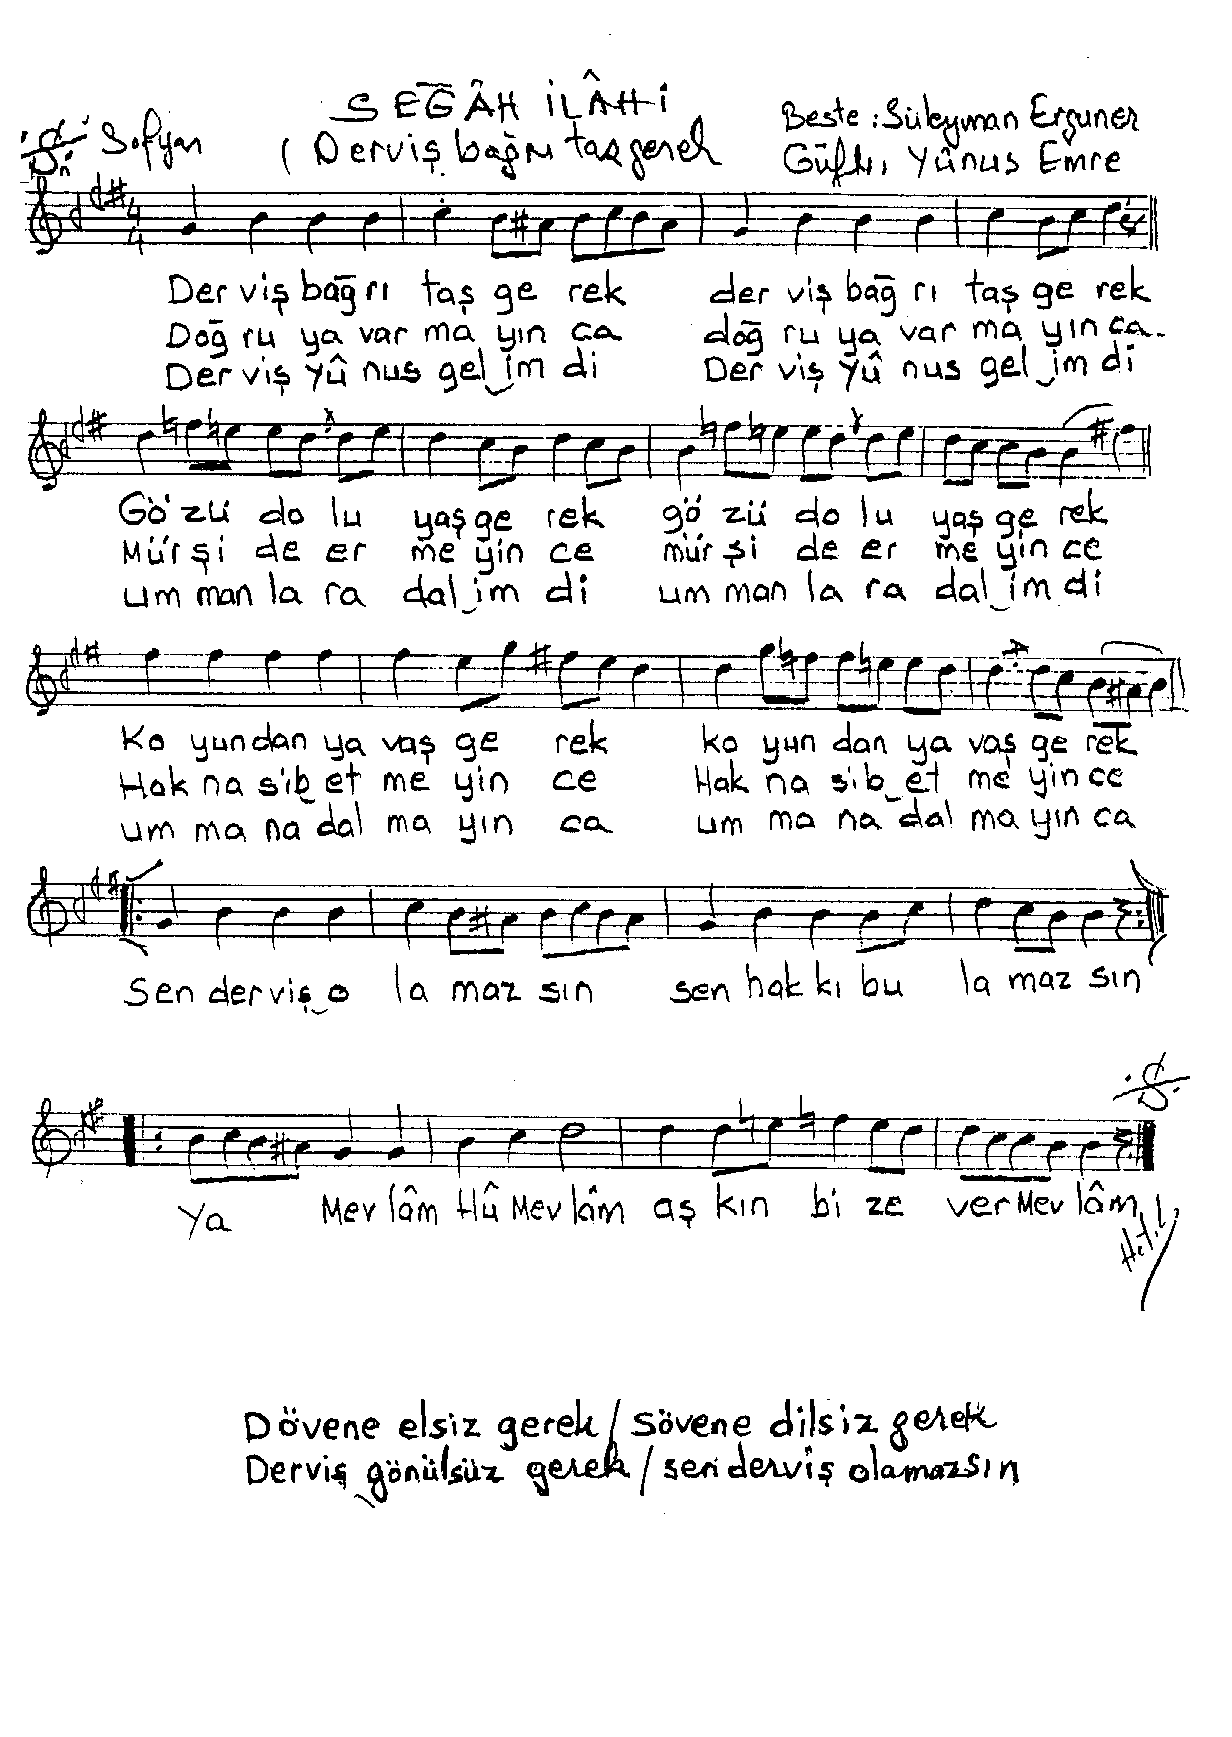 SEGÂH İLÂHİ
Sofyan
(Derviş bağrı taş gerek
Beste : Süleyman Erguner
Güfte: Yûnus Emre
4
4
Der viş bağ rı taş ge rek der viş bağ rı taş ge rek
Doğ ru ya var ma yın ca doğ ru ya var ma yın ca
Der viş Yû nus gel im di Der viş Yû nus gel im di
Gö zü do lu yaş ge rek gö zü do lu yaş ge rek
Mür şi de er me yin ce mür şi de er me yin ce
um man la ra dal im di um man la ra dal im di
Ko yun dan ya vaş ge rek ko yun dan ya vaş ge rek
Hak na sib et me yin ce Hak na sib et me yin ce
um ma na dal ma yın ca um ma na dal ma yın ca
Sen der viş o la maz sın sen hak kı bu la maz sın
Ya Mev lâm Hû Mev lâm aş kın bi ze ver Mev lâm
Dövene elsiz gerek / Sövene dilsiz gerek
Derviş gönülsüz gerek / sen derviş olamazsın